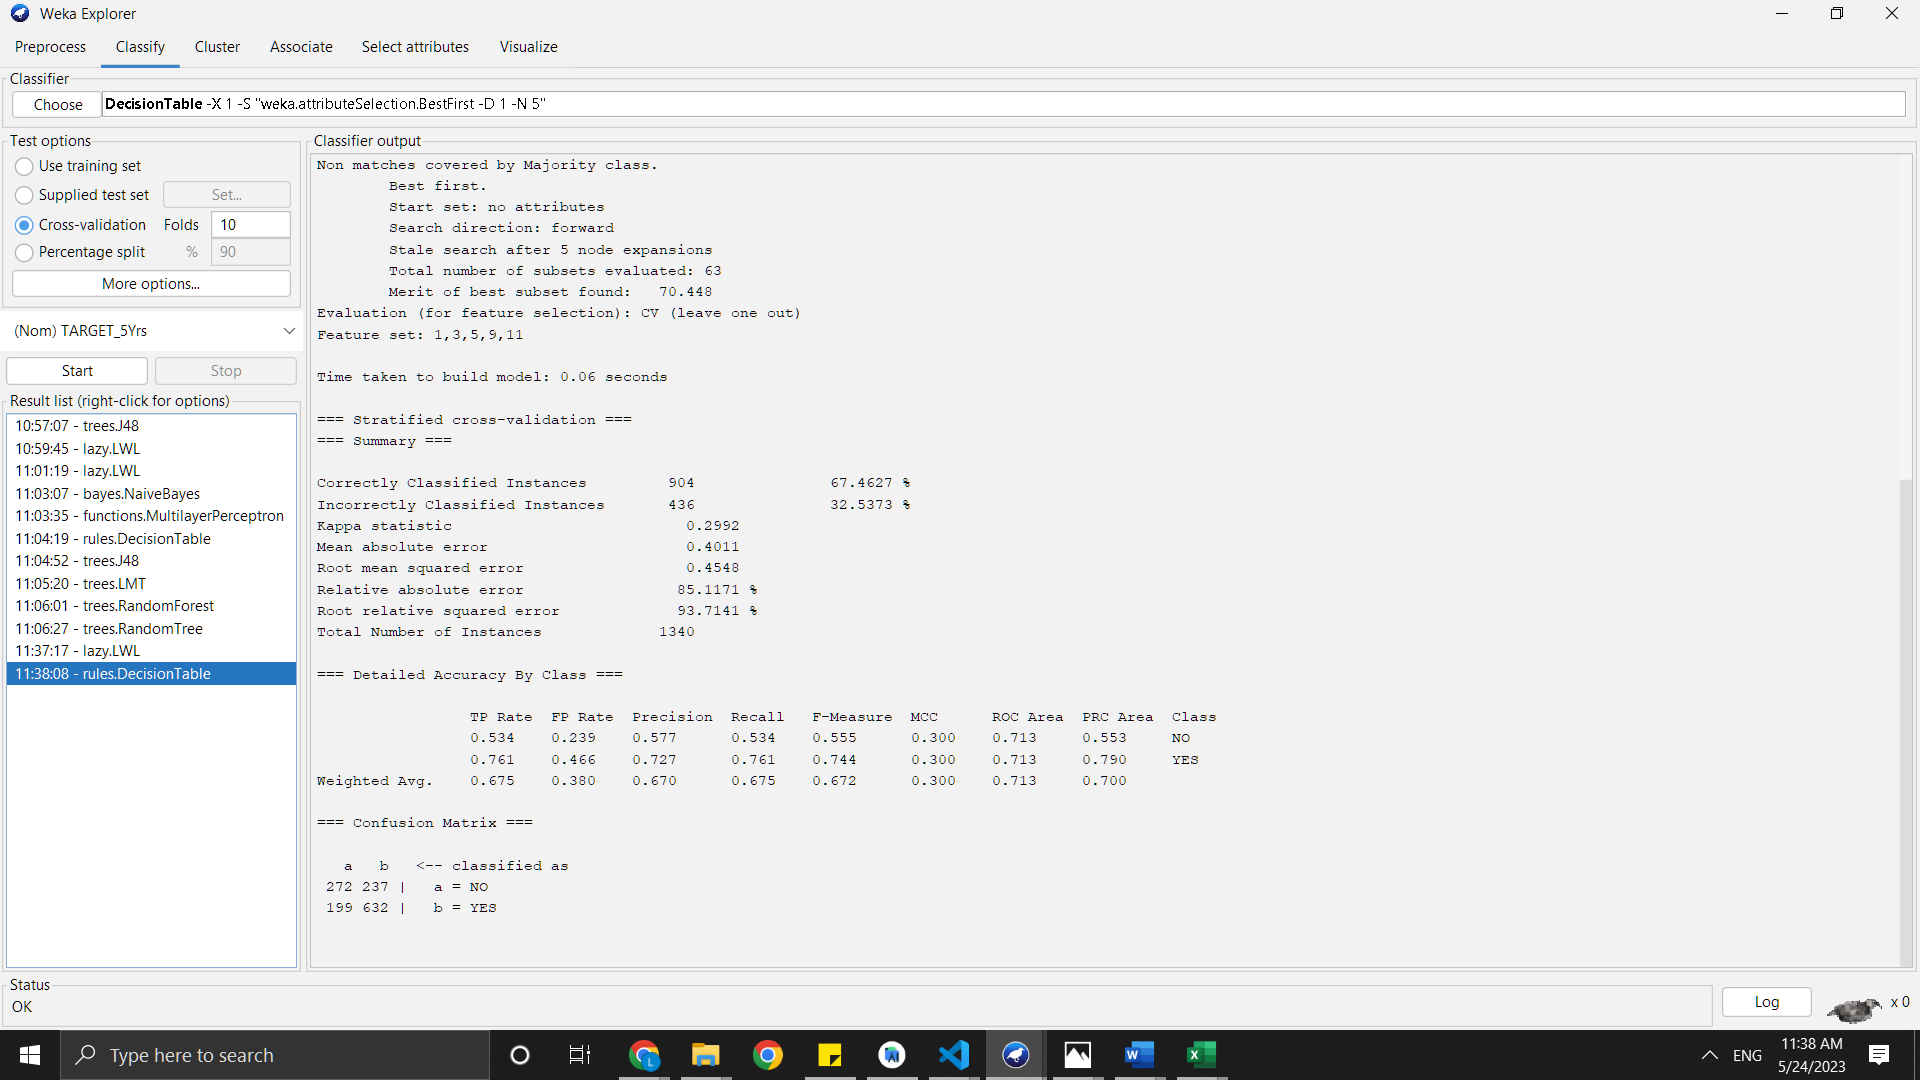 Weka Explorer
Preprocess Classify Cluster Associate Select attributes Visualize
Classifier
Choose DecisionTable -X 1 -S "weka.attributeSelection.BestFirst -D 1 -N 5"
Test options
Use training set
Supplied test set Set...
Cross-validation Folds 10
Percentage split % 90
More options...
(Nom) TARGET_5Yrs
Start Stop
Result list (right-click for options)
10:57:07 - trees.J48
10:59:45 - lazy.LWL
11:01:19 - lazy.LWL
11:03:07 - bayes.NaiveBayes
11:03:35 - functions.MultilayerPerceptron
11:04:19 - rules.DecisionTable
11:04:52 - trees.J48
11:05:20 - trees.LMT
11:06:01 - trees.RandomForest
11:06:27 - trees.RandomTree
11:37:17 - lazy.LWL
11:38:08 - rules.DecisionTable
Classifier output
Non matches covered by Majority class.
Best first.
Start set: no attributes
Search direction: forward
Stale search after 5 node expansions
Total number of subsets evaluated: 63
Merit of best subset found: 70.448
Evaluation (for feature selection): CV (leave one out)
Feature set: 1,3,5,9,11
Time taken to build model: 0.06 seconds
=== Stratified cross-validation ===
=== Summary ===
Correctly Classified Instances 904 67.4627 %
Incorrectly Classified Instances 436 32.5373 %
Kappa statistic 0.2992
Mean absolute error 0.4011
Root mean squared error 0.4548
Relative absolute error 85.1171 %
Root relative squared error 93.7141 %
Total Number of Instances 1340
=== Detailed Accuracy By Class ===
TP Rate FP Rate Precision Recall F-Measure MCC ROC Area PRC Area Class
0.534 0.239 0.577 0.534 0.555 0.300 0.713 0.553 NO
0.761 0.466 0.727 0.761 0.744 0.300 0.713 0.790 YES
Weighted Avg. 0.675 0.380 0.670 0.675 0.672 0.300 0.713 0.700
=== Confusion Matrix ===
a b <-- classified as
272 237 | a = NO
199 632 | b = YES
Status
OK
Log x 0
Type here to search
ENG
11:38 AM
5/24/2023